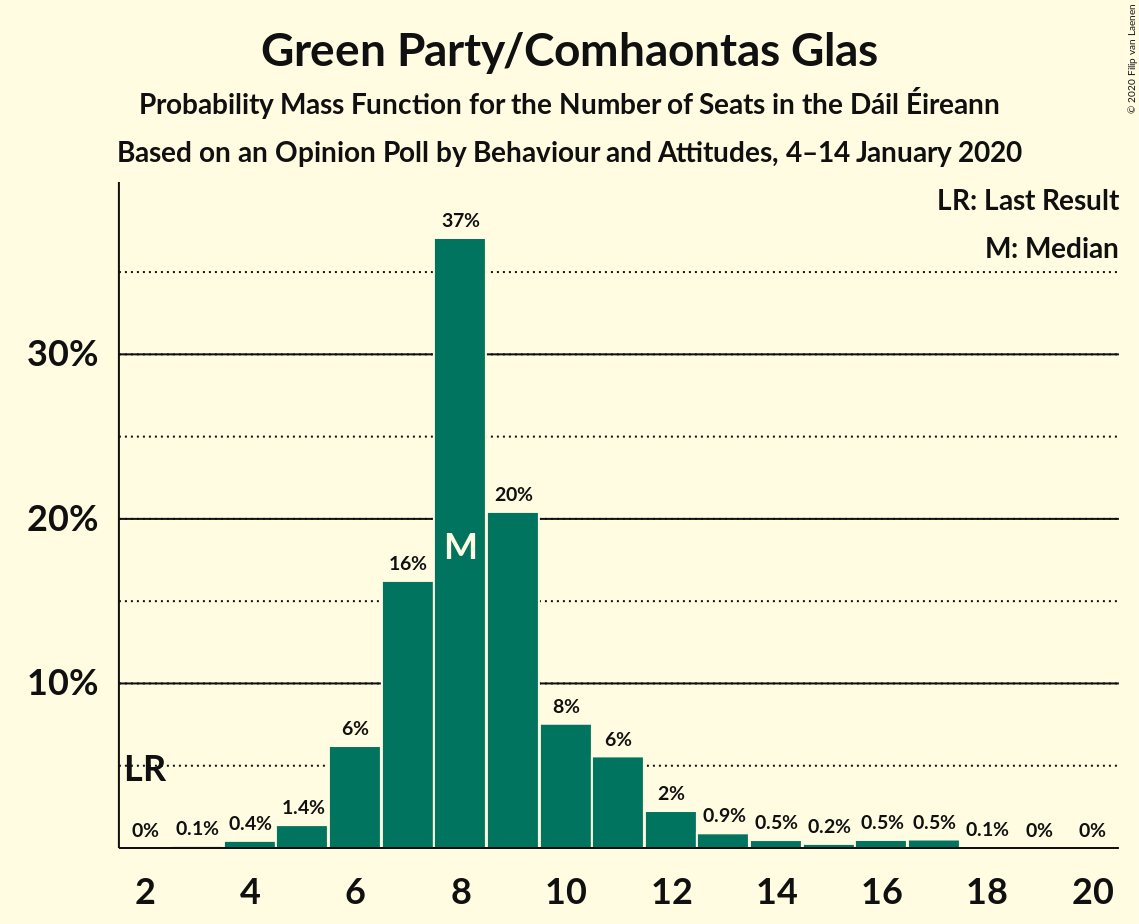 Green Party/Comhaontas Glas
Probability Mass Function for the Number of Seats in the Dáil Éireann
Based on an Opinion Poll by Behaviour and Attitudes, 4–14 January 2020
© 2020 Filip van Laenen
LR: Last Result
M: Median
37%
30%
20%
20%
M
16%
10%
8%
6%
6%
LR
2%
1.4%
0.9%
0% 0.1% 0.4% 0.5% 0.2% 0.5% 0.5% 0.1% 0% 0%
2 4 6 8 10 12 14 16 18 20